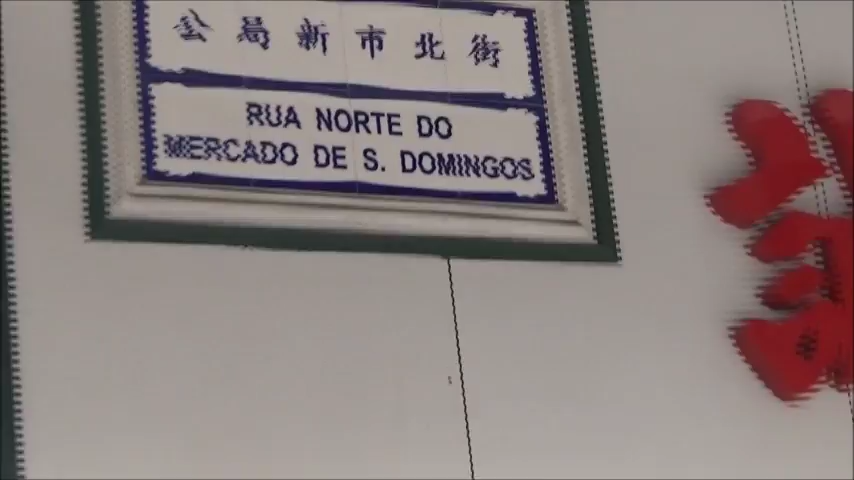 公局新市北街
RUA NORTE DO
MERCADO DE S. DOMINGOS